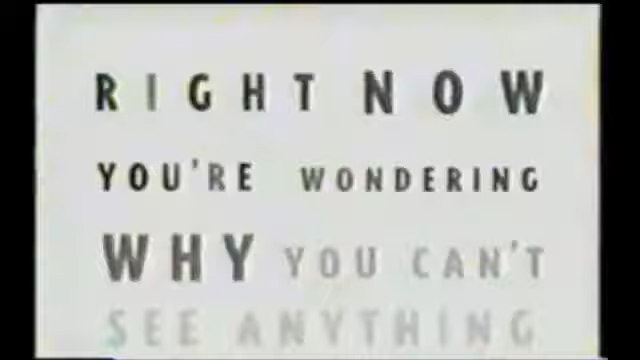 RIGHT NOW
YOU'RE WONDERING
WHY YOU CAN'T
SEE ANYTHING